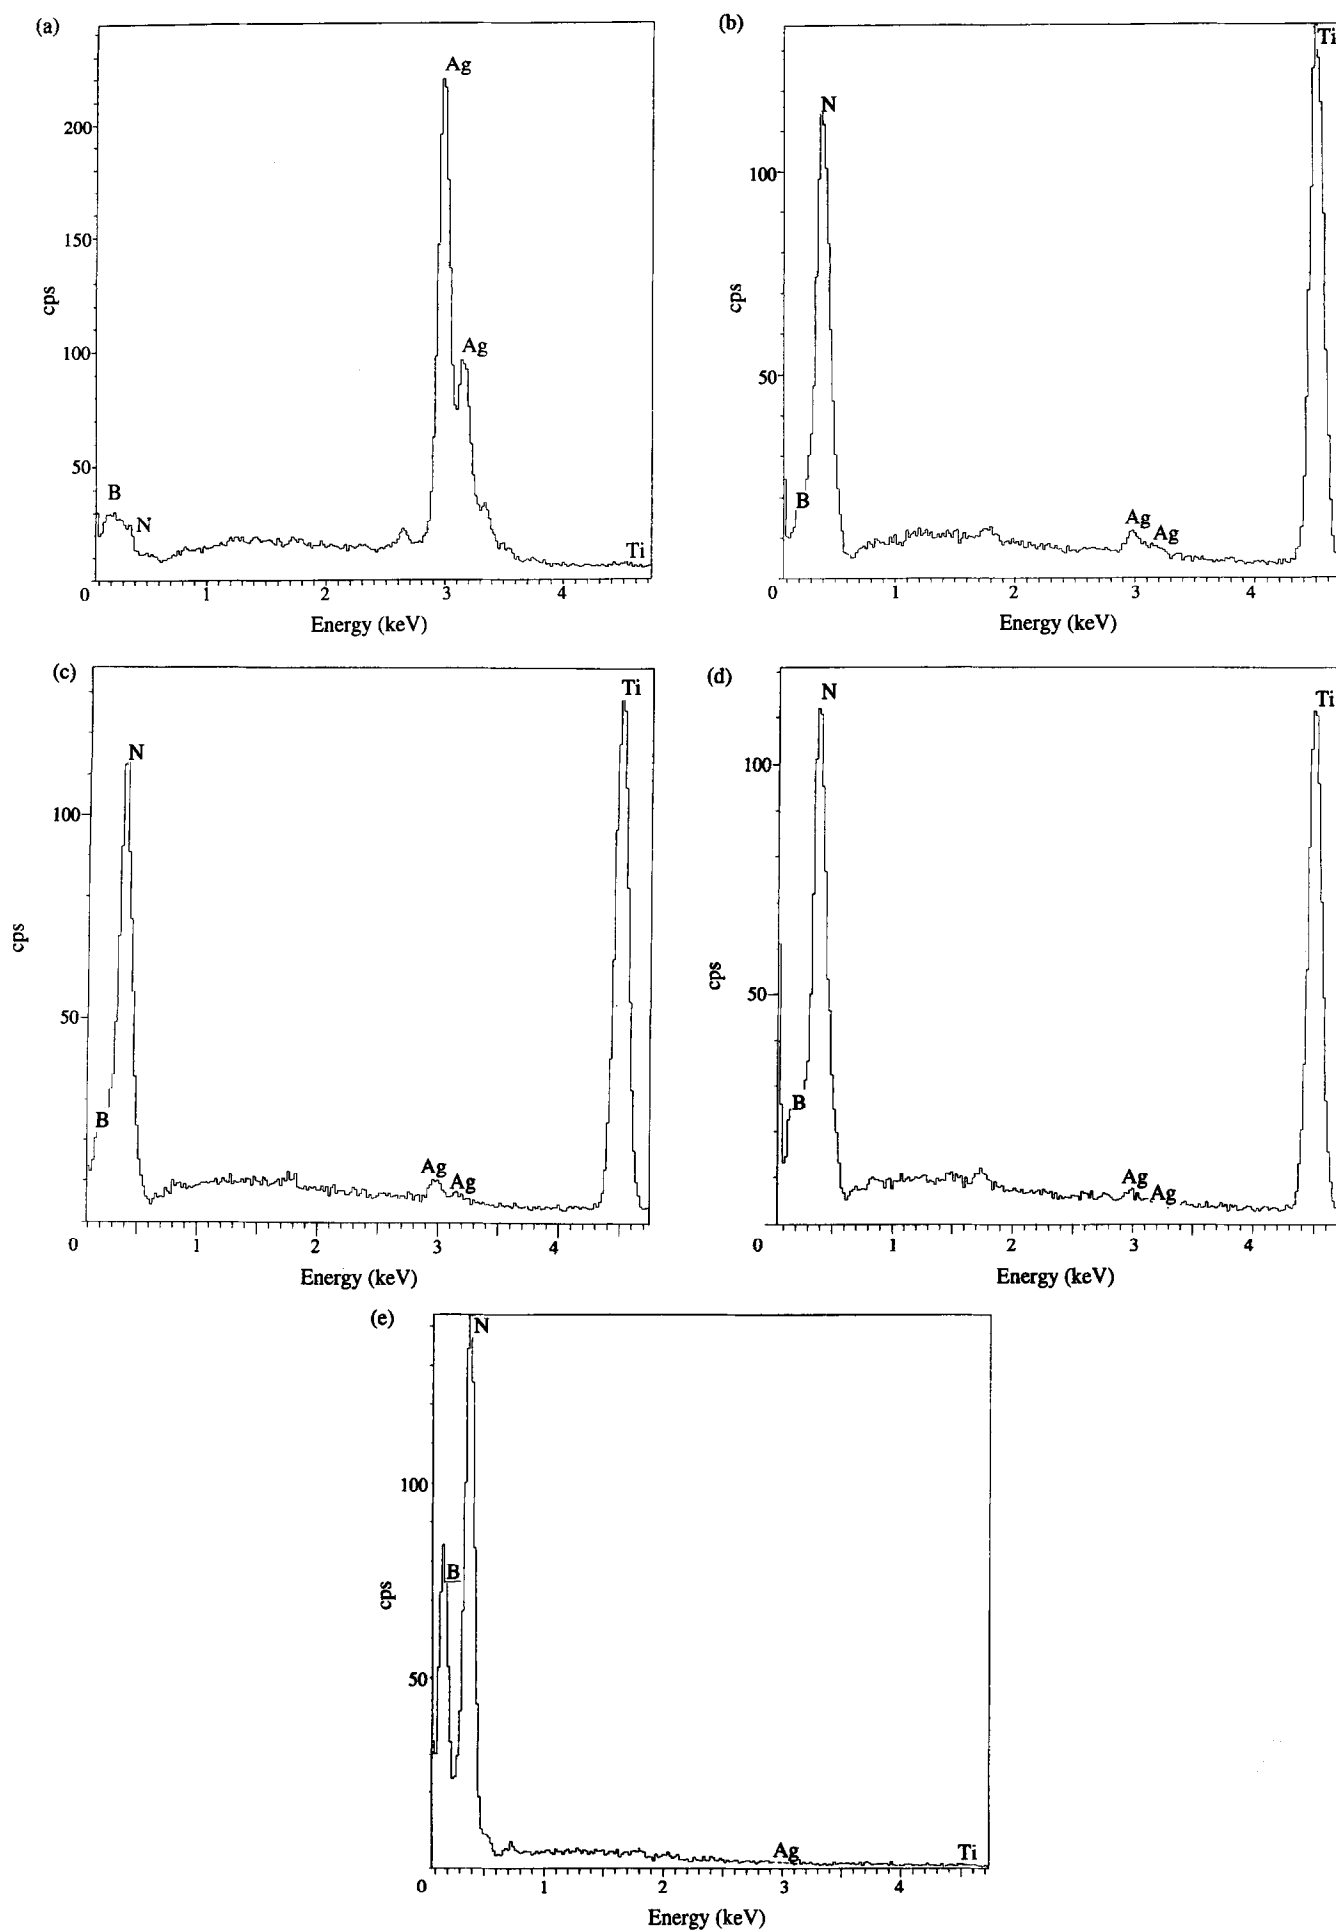 (a)
Ag
200
150
cps
100
Ag
50
B
N
Ti
0 1 2 3 4
Energy (keV)
(b)
Ti
N
100
cps
50
B
Ag
Ag
0 1 2 3 4
Energy (keV)
(c)
Ti
N
100
cps
50
B
Ag
Ag
0 1 2 3 4
Energy (keV)
(d)
N
Ti
100
cps
50
B
Ag
Ag
0 1 2 3 4
Energy (keV)
(e)
N
100
B
cps
50
Ag
Ti
0 1 2 3 4
Energy (keV)